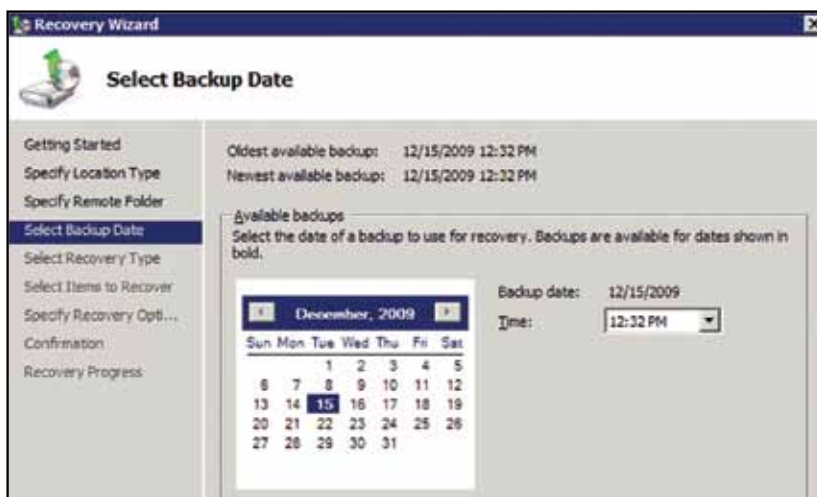 Recovery Wizard
Select Backup Date
Getting Started
Specify Location Type
Specify Remote Folder
Select Backup Date
Select Recovery Type
Select Items to Recover
Specify Recovery Opti...
Confirmation
Recovery Progress
Oldest available backup: 12/15/2009 12:32 PM
Newest available backup: 12/15/2009 12:32 PM
Available backups
Select the date of a backup to use for recovery. Backups are available for dates shown in
bold.
December, 2009
Sun Mon Tue Wed Thu Fri Sat
1 2 3 4 5
6 7 8 9 10 11 12
13 14 15 16 17 18 19
20 21 22 23 24 25 26
27 28 29 30 31
Backup date: 12/15/2009
Time: 12:32 PM